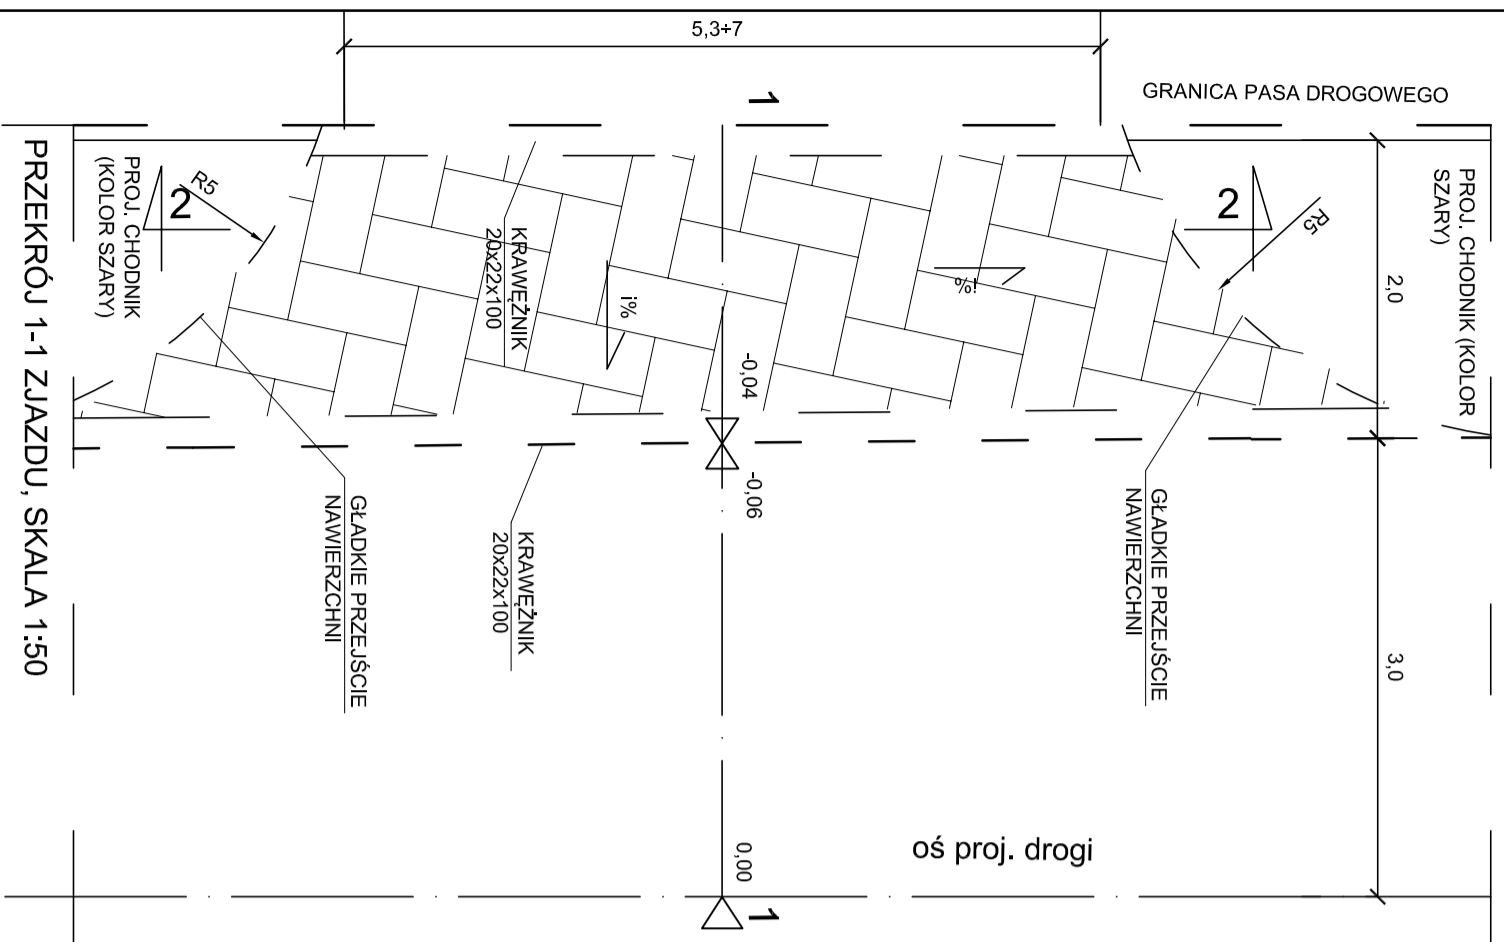 5,3÷7
GRANICA PASA DROGOWEGO
1
PROJ. CHODNIK (KOLOR
SZARY)
PROJ. CHODNIK
(KOLOR SZARY)
R5
2
2
R5
2,0
KRAWĘŻNIK
20x22x100
i%
i%
-0,04
-0,06
GŁADKIE PRZEJŚCIE
NAWIERZCHNI
KRAWĘŻNIK
20x22x100
GŁADKIE PRZEJŚCIE
NAWIERZCHNI
3,0
oś proj. drogi
0,00
1
PRZEKRÓJ 1-1 ZJAZDU, SKALA 1:50